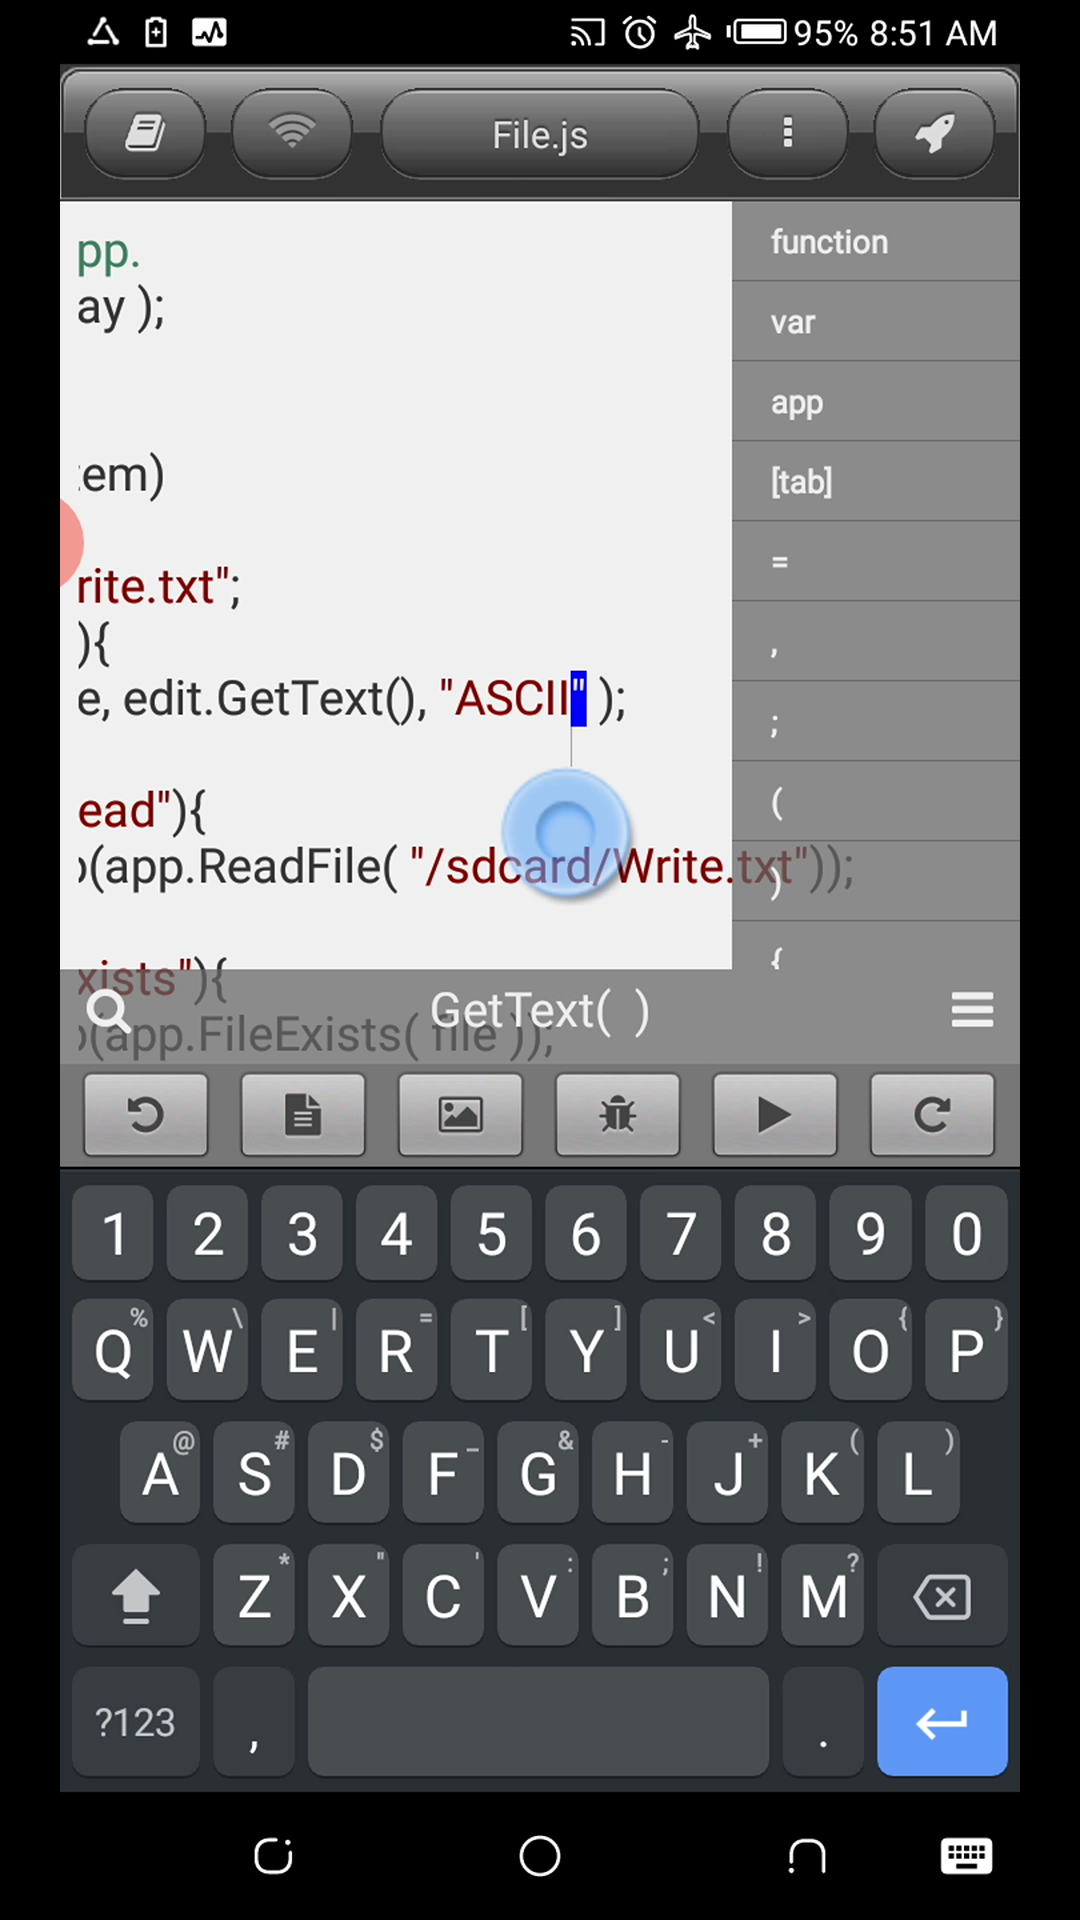 95% 8:51 AM
File.js
pp.
ay );
em)
rite.txt";
){
e, edit.GetText(), "ASCII" );
ead"){
(app.ReadFile( "/sdcard/Write.txt"));
xists"){
(app.FileExists( file ));
function
var
app
[tab]
=
,
;
(
)
{
GetText( )
1 2 3 4 5 6 7 8 9 0
% \ | = [ ] < > { }
Q W E R T Y U I O P
@ # $ _ & - + ( )
A S D F G H J K L
* " ' : ; ! ?
Z X C V B N M
?123 , .